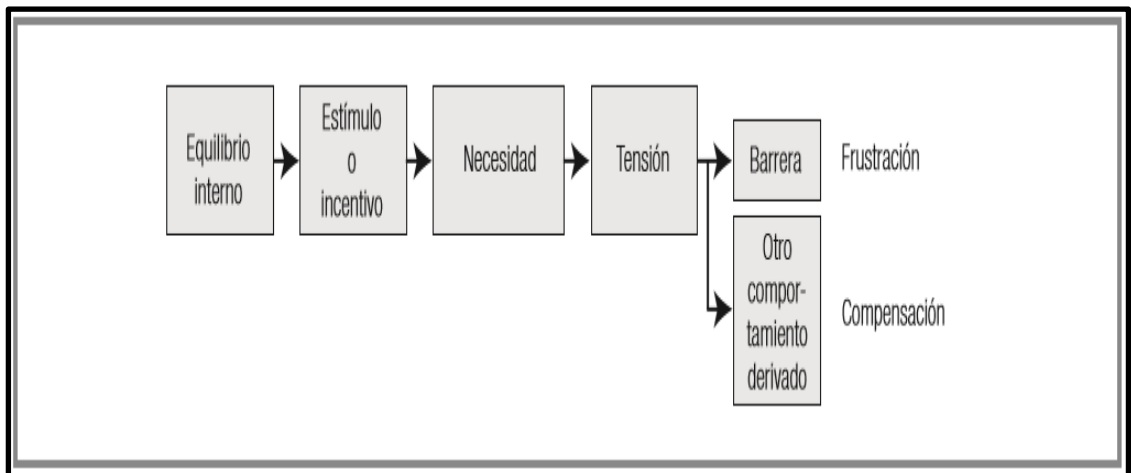 Equilibrio
interno
Estímulo
o
incentivo
Necesidad
Tensión
Barrera
Frustración
Otro
compor-
tamiento
derivado
Compensación